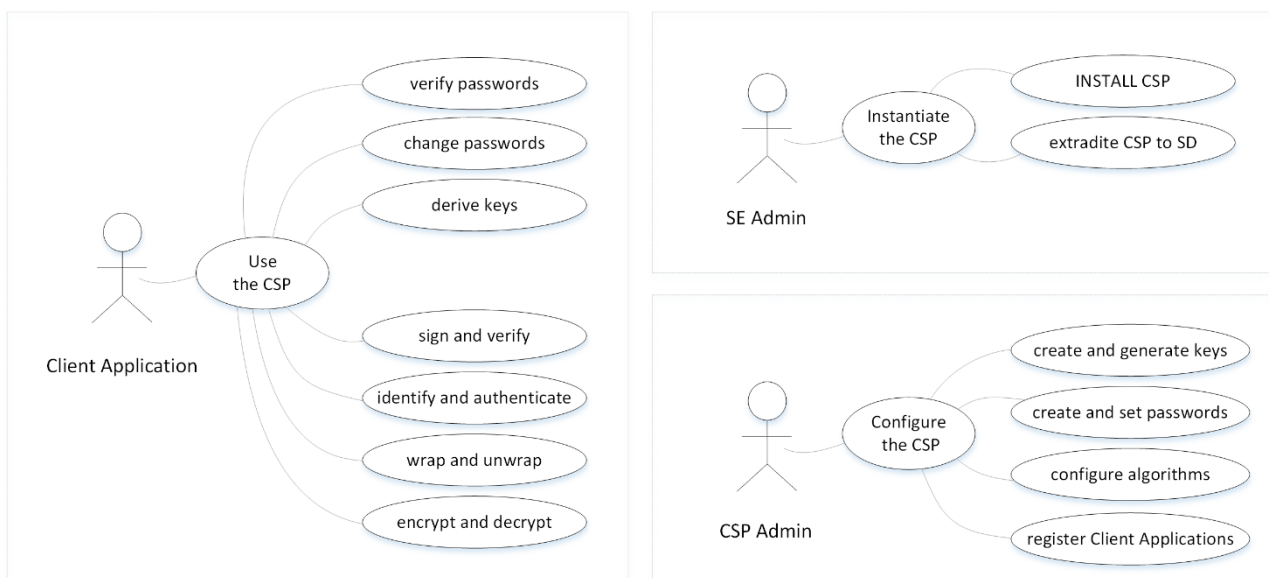 verify passwords
change passwords
derive keys
Use
the CSP
Client Application
sign and verify
identify and authenticate
wrap and unwrap
encrypt and decrypt
INSTALL CSP
Instantiate
the CSP
extradite CSP to SD
SE Admin
create and generate keys
create and set passwords
Configure
the CSP
configure algorithms
CSP Admin
register Client Applications